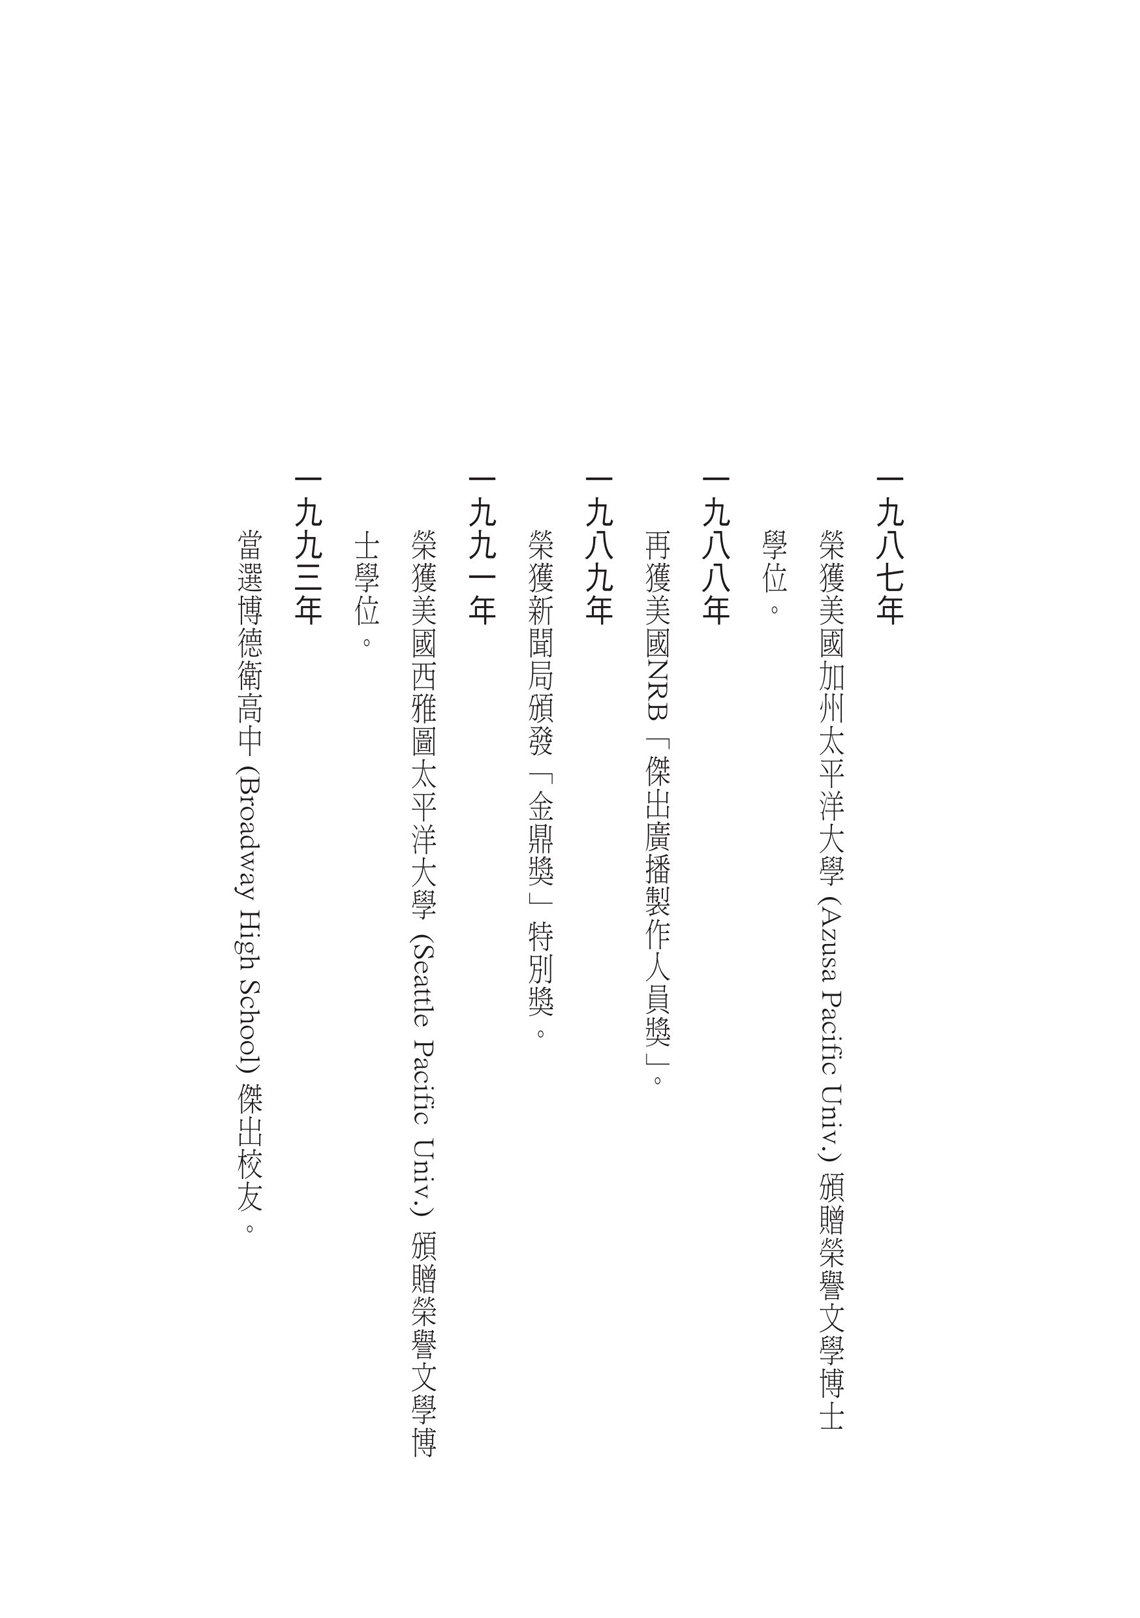 一九八七年
榮獲美國加州太平洋大學 (Azusa Pacific Univ.) 頒贈榮譽文學博士
學位。
一九八八年
再獲美國NRB「傑出廣播製作人員獎」。
一九八九年
榮獲新聞局頒發「金鼎獎」特別獎。
一九九一年
榮獲美國西雅圖太平洋大學 (Seattle Pacific Univ.) 頒贈榮譽文學博
士學位。
一九九三年
當選博德衛高中 (Broadway High School) 傑出校友。